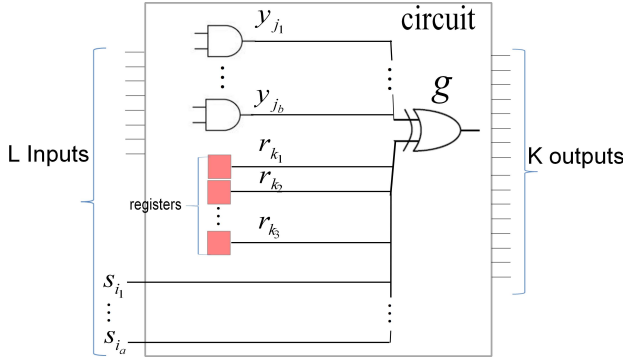 circuit
y_{j_1}
g
y_{j_b}
L Inputs
K outputs
r_{k_1}
r_{k_2}
registers
r_{k_3}
s_{i_1}
s_{i_a}